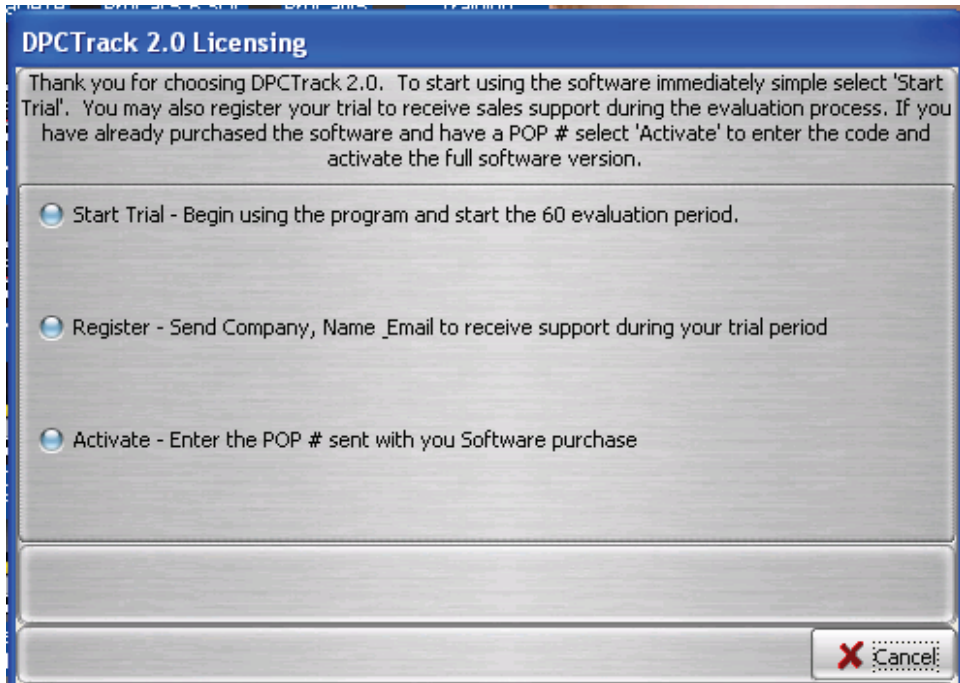 DPCTrack 2.0 Licensing
Thank you for choosing DPCTrack 2.0.  To start using the software immediately simple select 'Start
Trial'.  You may also register your trial to receive sales support during the evaluation process. If you
have already purchased the software and have a POP # select 'Activate' to enter the code and
activate the full software version.
Start Trial - Begin using the program and start the 60 evaluation period.
Register - Send Company, Name _Email to receive support during your trial period
Activate - Enter the POP # sent with you Software purchase
Cancel